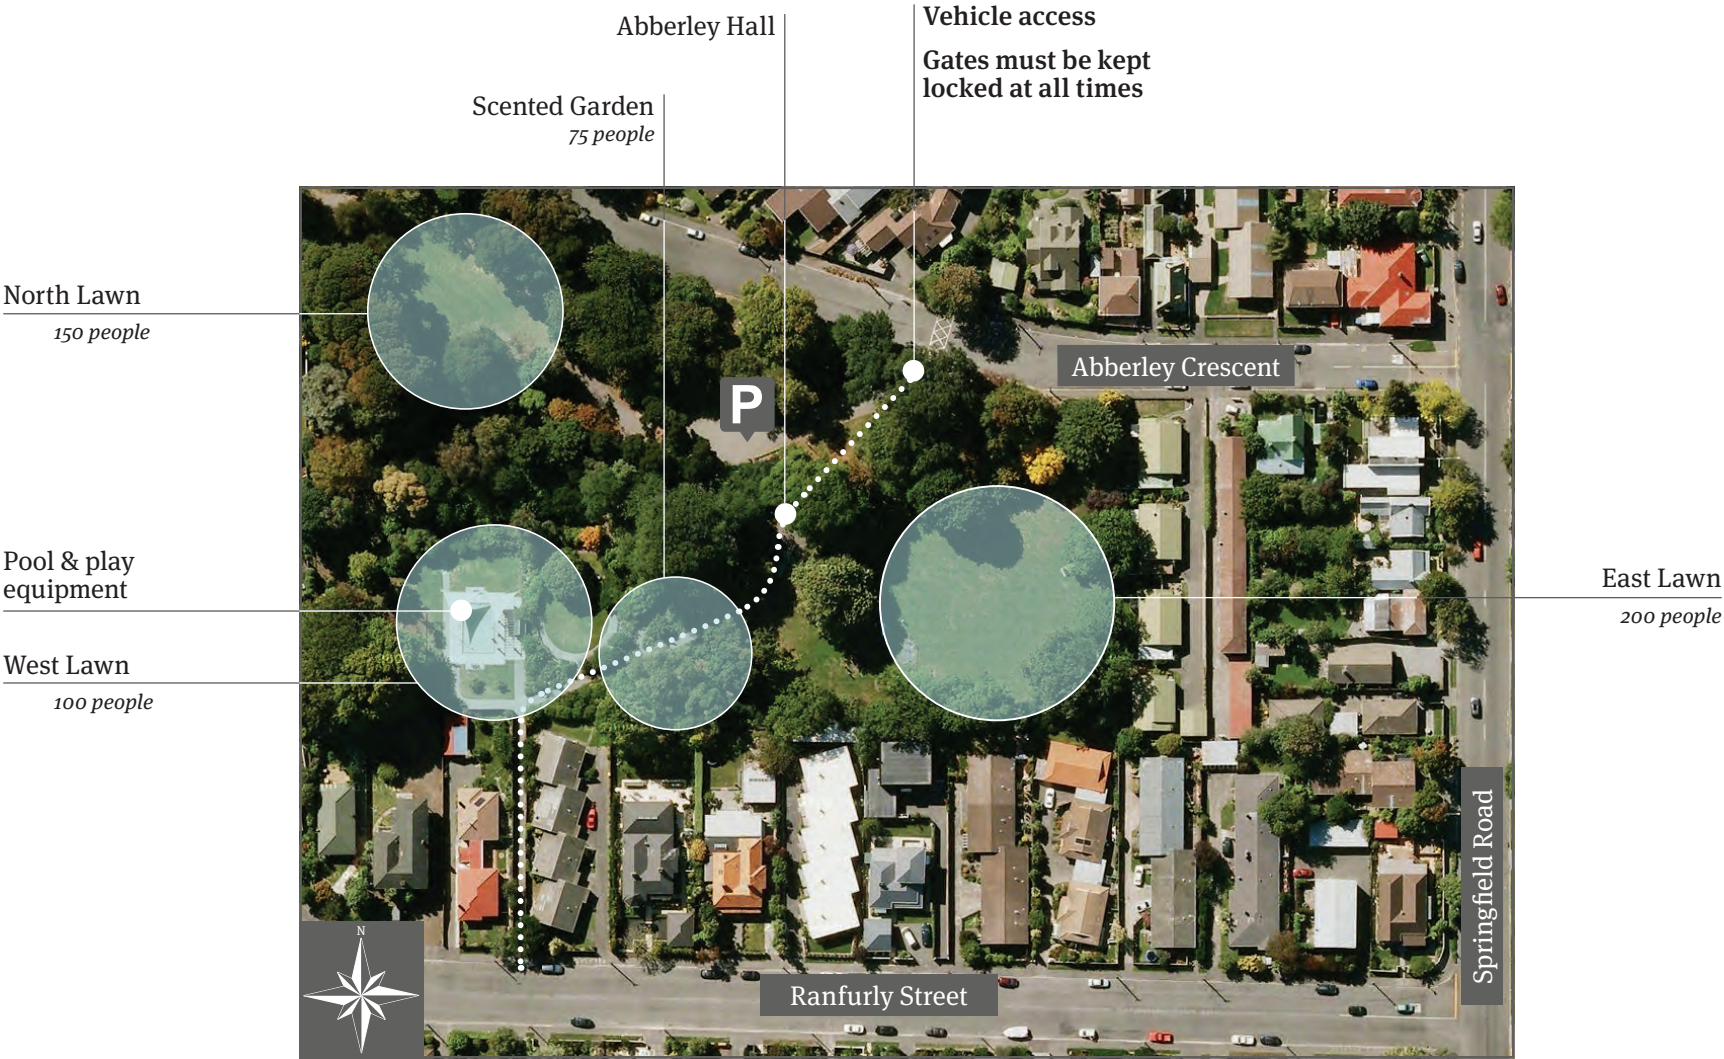 Abberley Hall
Vehicle access
Gates must be kept
locked at all times
Scented Garden
75 people
North Lawn
150 people
P
Abberley Crescent
Pool & play
equipment
East Lawn
200 people
West Lawn
100 people
Springfield Road
N
Ranfurly Street